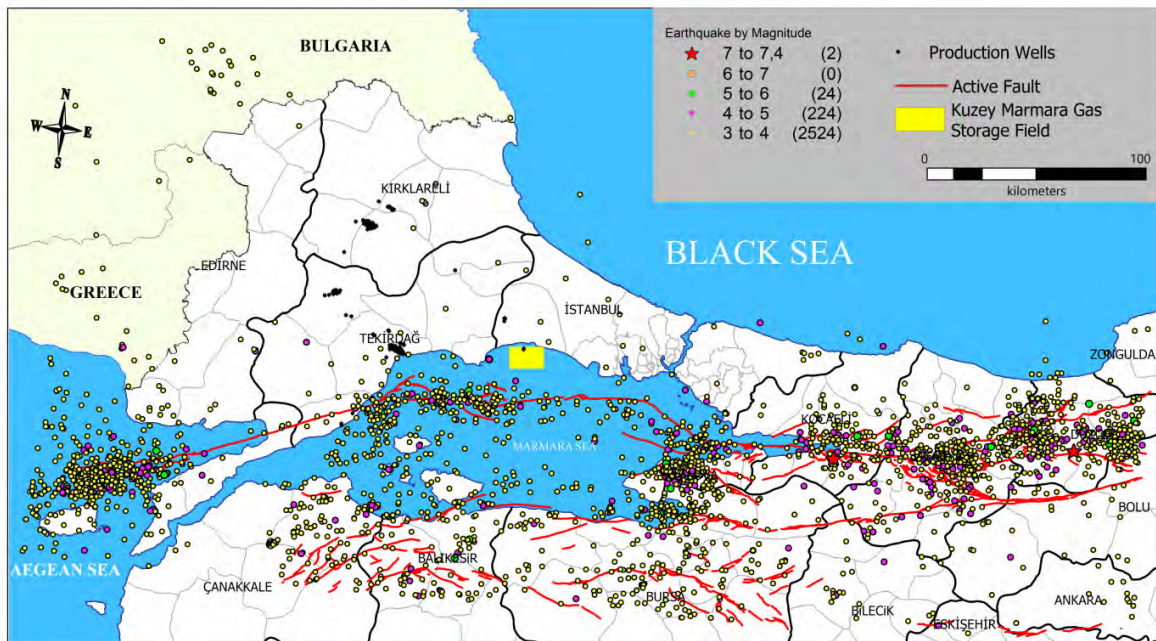 BULGARIA
N
W E
S
Earthquake by Magnitude
7 to 7,4 (2)
6 to 7 (0)
5 to 6 (24)
4 to 5 (224)
3 to 4 (2524)
Production Wells
Active Fault
Kuzey Marmara Gas
Storage Field
0 100
kilometers
KIRKLARELİ
BLACK SEA
EDİRNE
GREECE
İSTANBUL
TEKİRDAĞ
ZONGULDA
KOCAELİ
MARMARA SEA
BOLU
AEGEAN SEA
ÇANAKKALE
BALIKESİR
BURSA
BİLECİK
ANKARA
ESKİŞEHİR